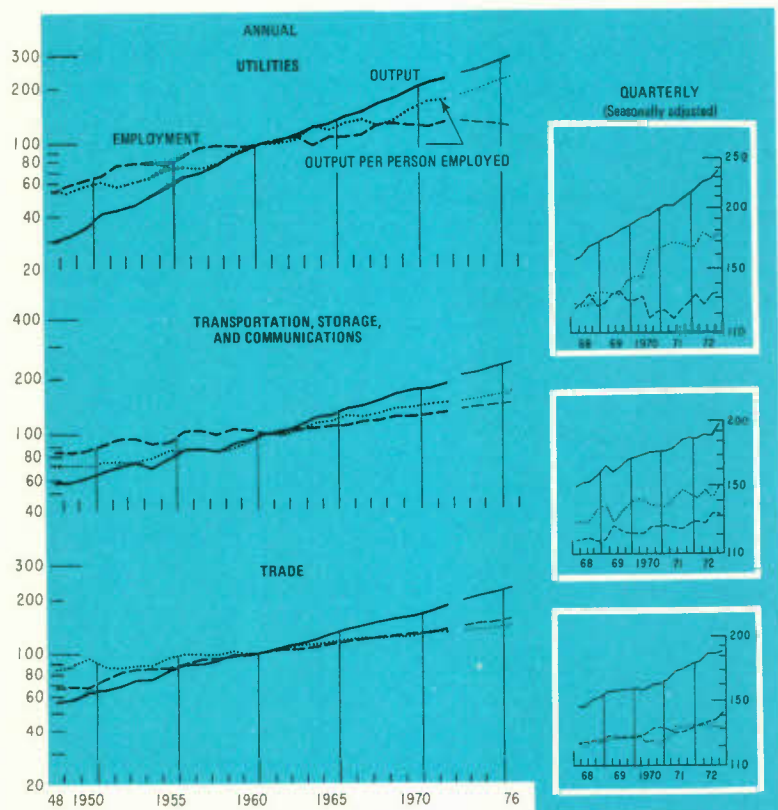 ANNUAL
UTILITIES
300
200
100
80
60
40
20
OUTPUT
EMPLOYMENT
OUTPUT PER PERSON EMPLOYED
TRANSPORTATION, STORAGE,
AND COMMUNICATIONS
400
200
100
80
60
40
TRADE
300
200
100
80
60
40
20
48 1950 1955 1960 1965 1970 76
QUARTERLY
(Seasonally adjusted)
250
200
150
110
68 69 1970 71 72
200
150
110
68 69 1970 71 72
200
150
110
68 69 1970 71 72